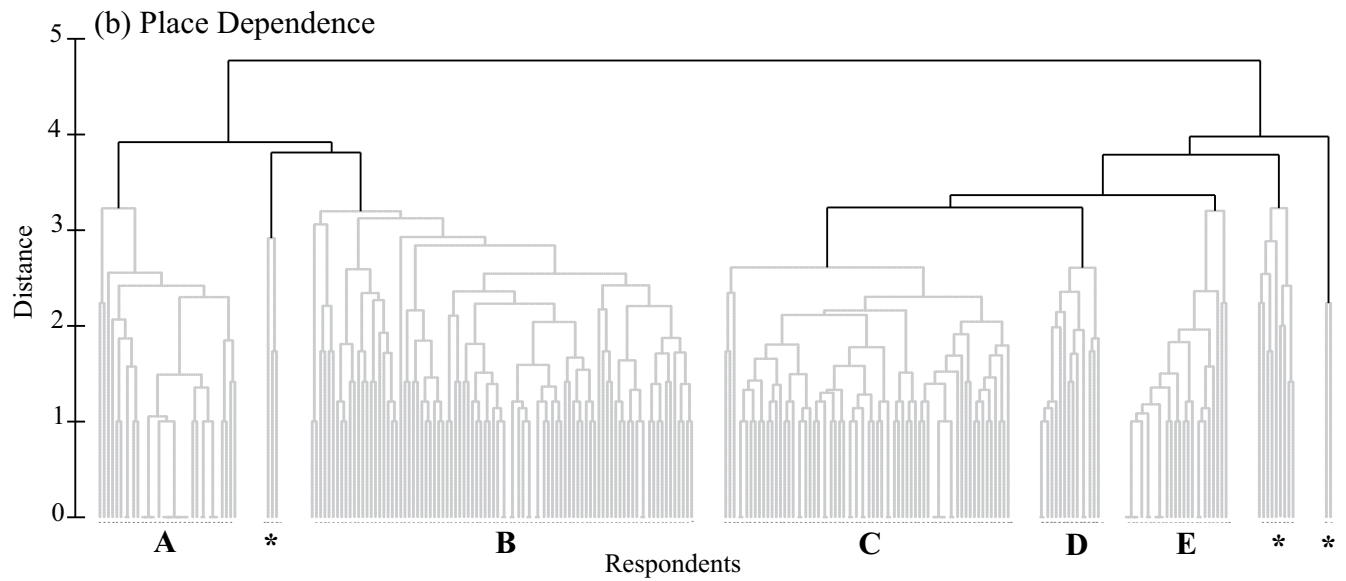 (b) Place Dependence
5
4
3
2
1
0
Distance
A * B C D E * *
Respondents